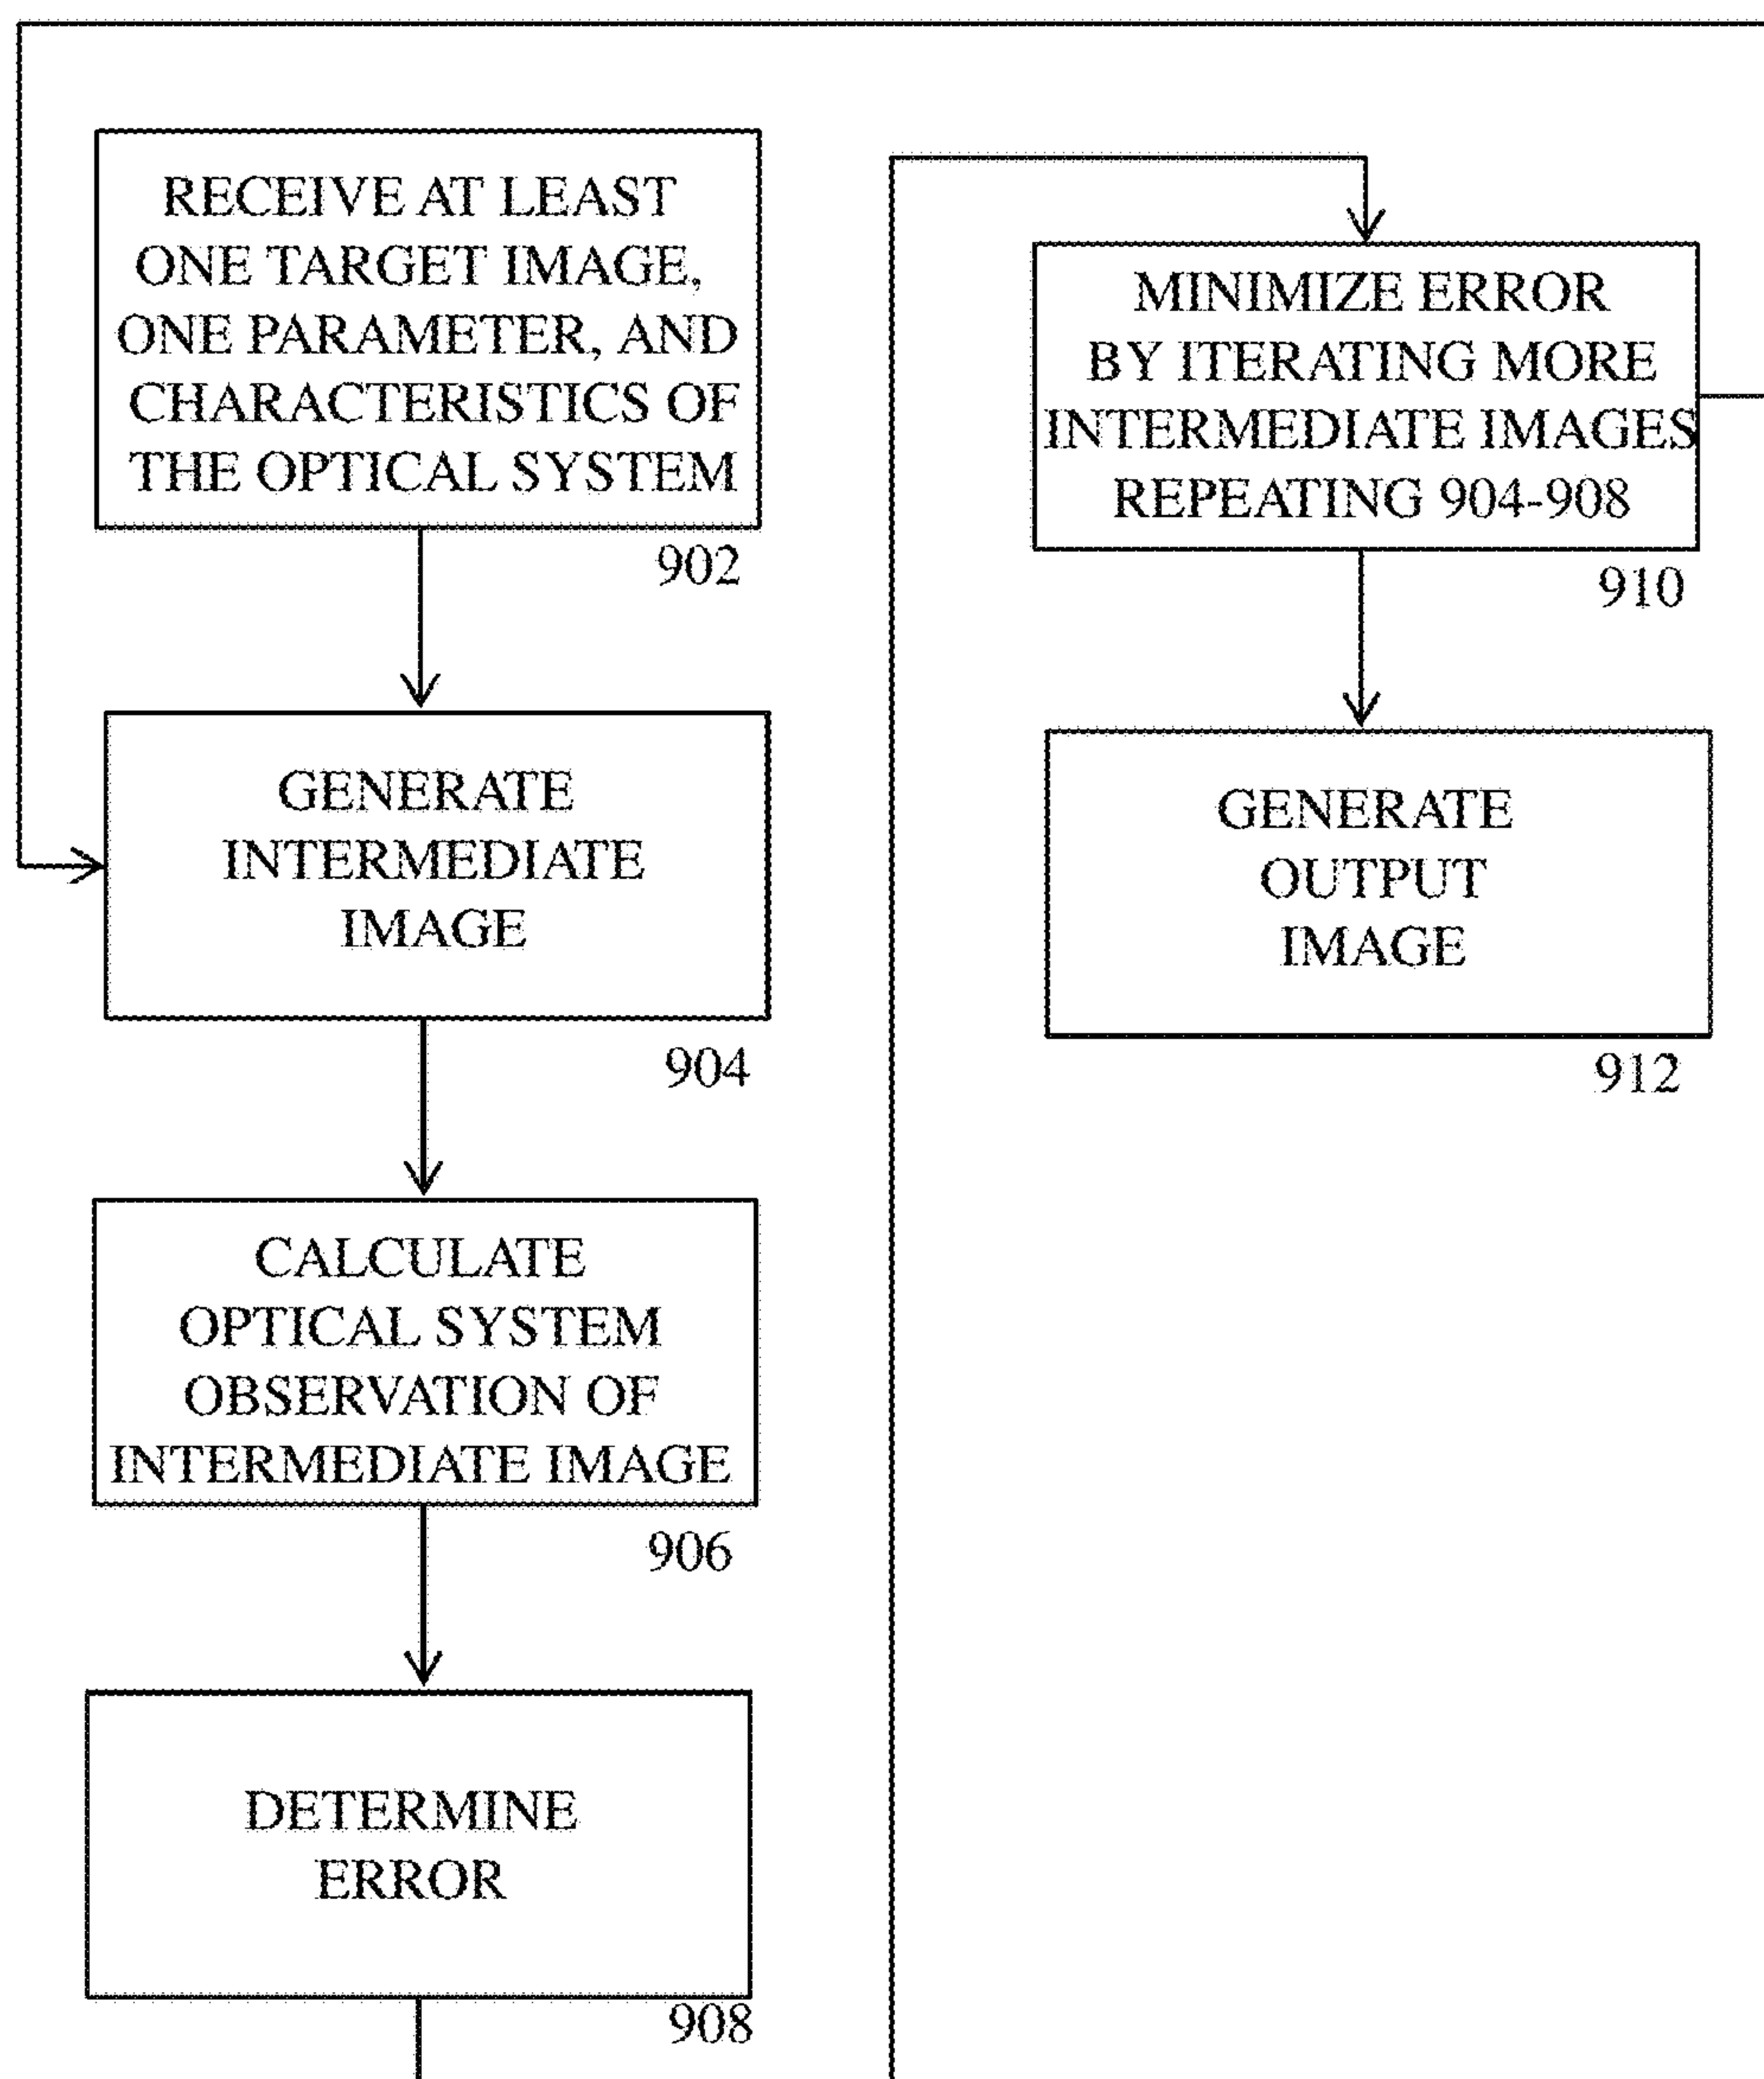 RECEIVE AT LEAST
ONE TARGET IMAGE,
ONE PARAMETER, AND
CHARACTERISTICS OF
THE OPTICAL SYSTEM
902
GENERATE
INTERMEDIATE
IMAGE
904
CALCULATE
OPTICAL SYSTEM
OBSERVATION OF
INTERMEDIATE IMAGE
906
DETERMINE
ERROR
908
MINIMIZE ERROR
BY ITERATING MORE
INTERMEDIATE IMAGES
REPEATING 904-908
910
GENERATE
OUTPUT
IMAGE
912